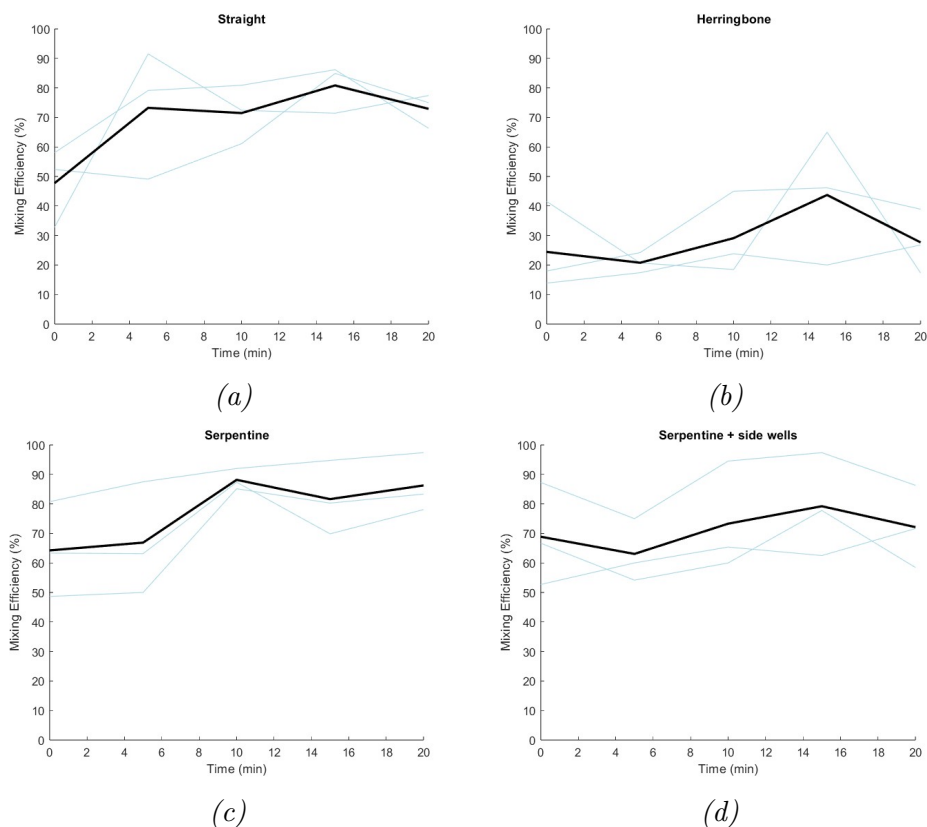 Straight
100
90
80
70
60
50
40
30
20
10
0
Mixing Efficiency (%)
0 2 4 6 8 10 12 14 16 18 20
Time (min)
(a)
Herringbone
100
90
80
70
60
50
40
30
20
10
0
Mixing Efficiency (%)
0 2 4 6 8 10 12 14 16 18 20
Time (min)
(b)
Serpentine
100
90
80
70
60
50
40
30
20
10
0
Mixing Efficiency (%)
0 2 4 6 8 10 12 14 16 18 20
Time (min)
(c)
Serpentine + side wells
100
90
80
70
60
50
40
30
20
10
0
Mixing Efficiency (%)
0 2 4 6 8 10 12 14 16 18 20
Time (min)
(d)